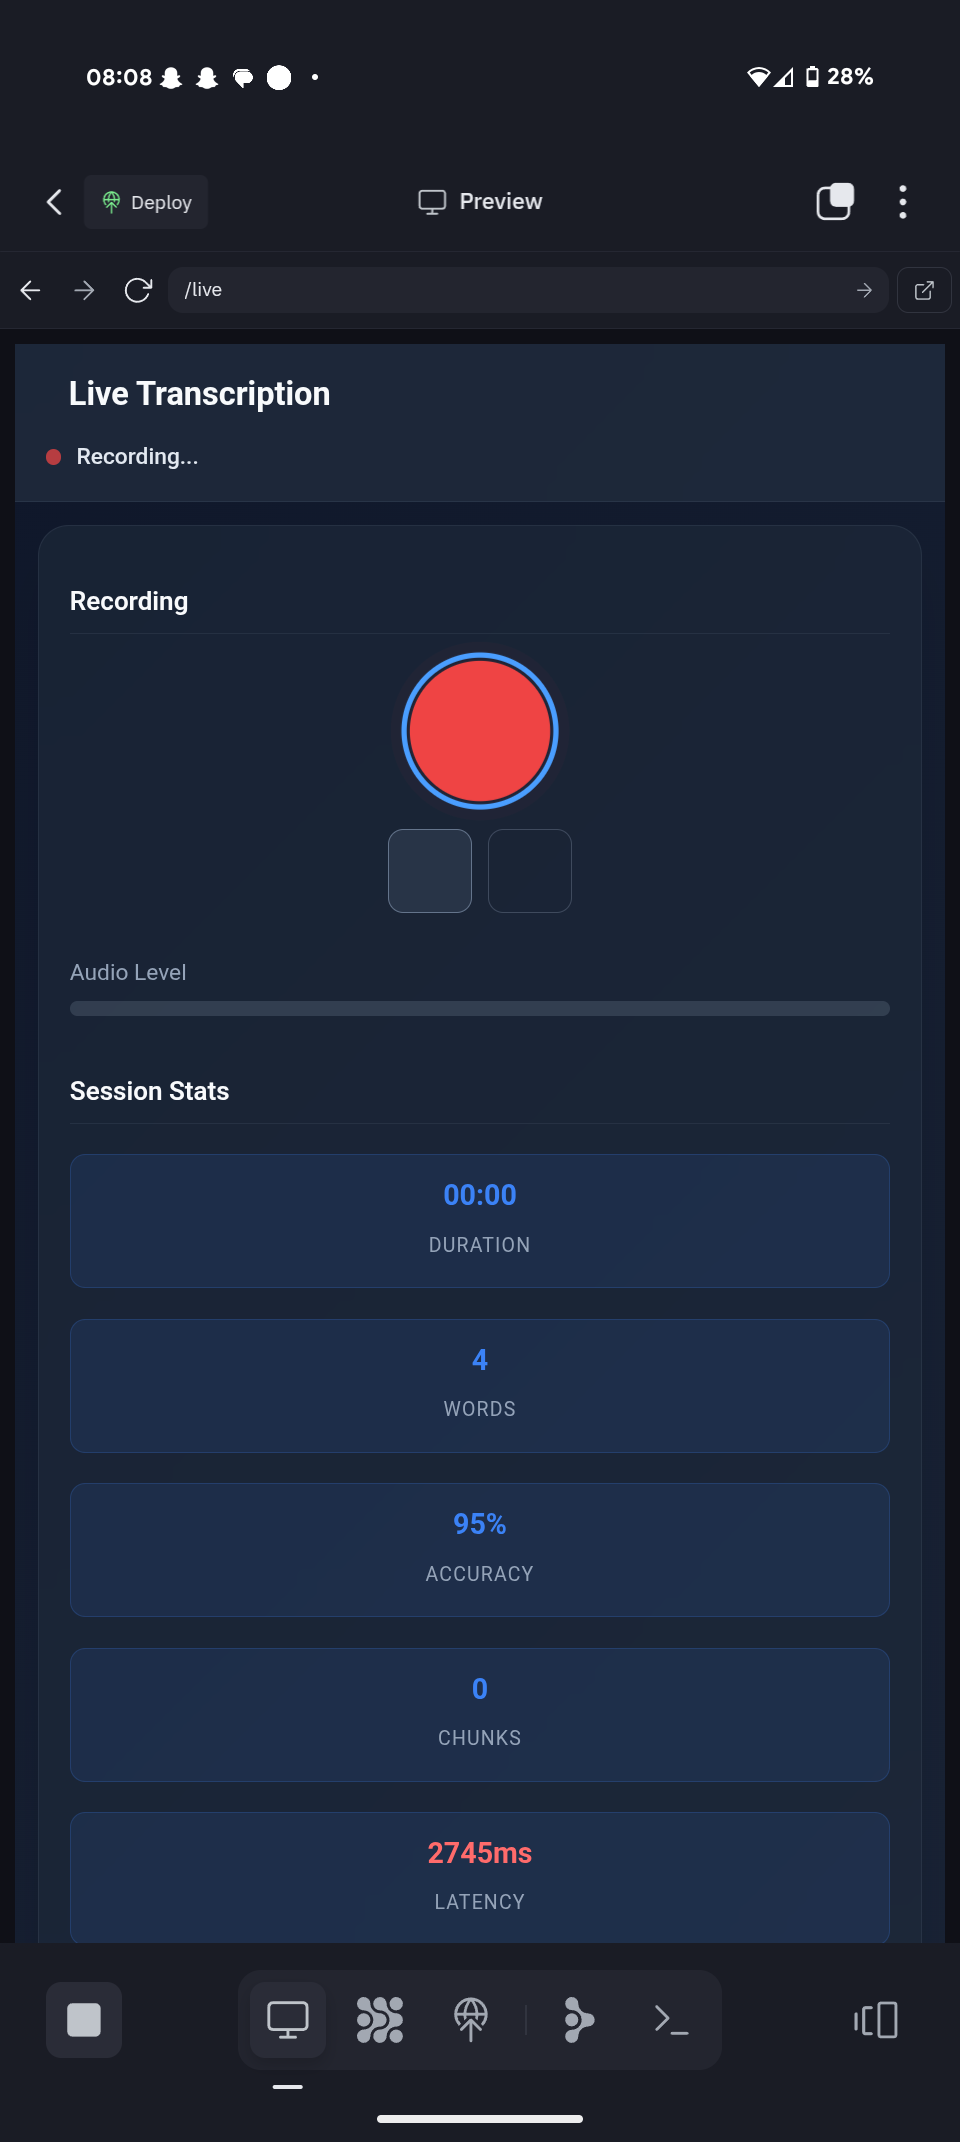 08:08
28%
Deploy
Preview
/live
Live Transcription
Recording...
Recording
Audio Level
Session Stats
00:00
DURATION
4
WORDS
95%
ACCURACY
0
CHUNKS
2745ms
LATENCY